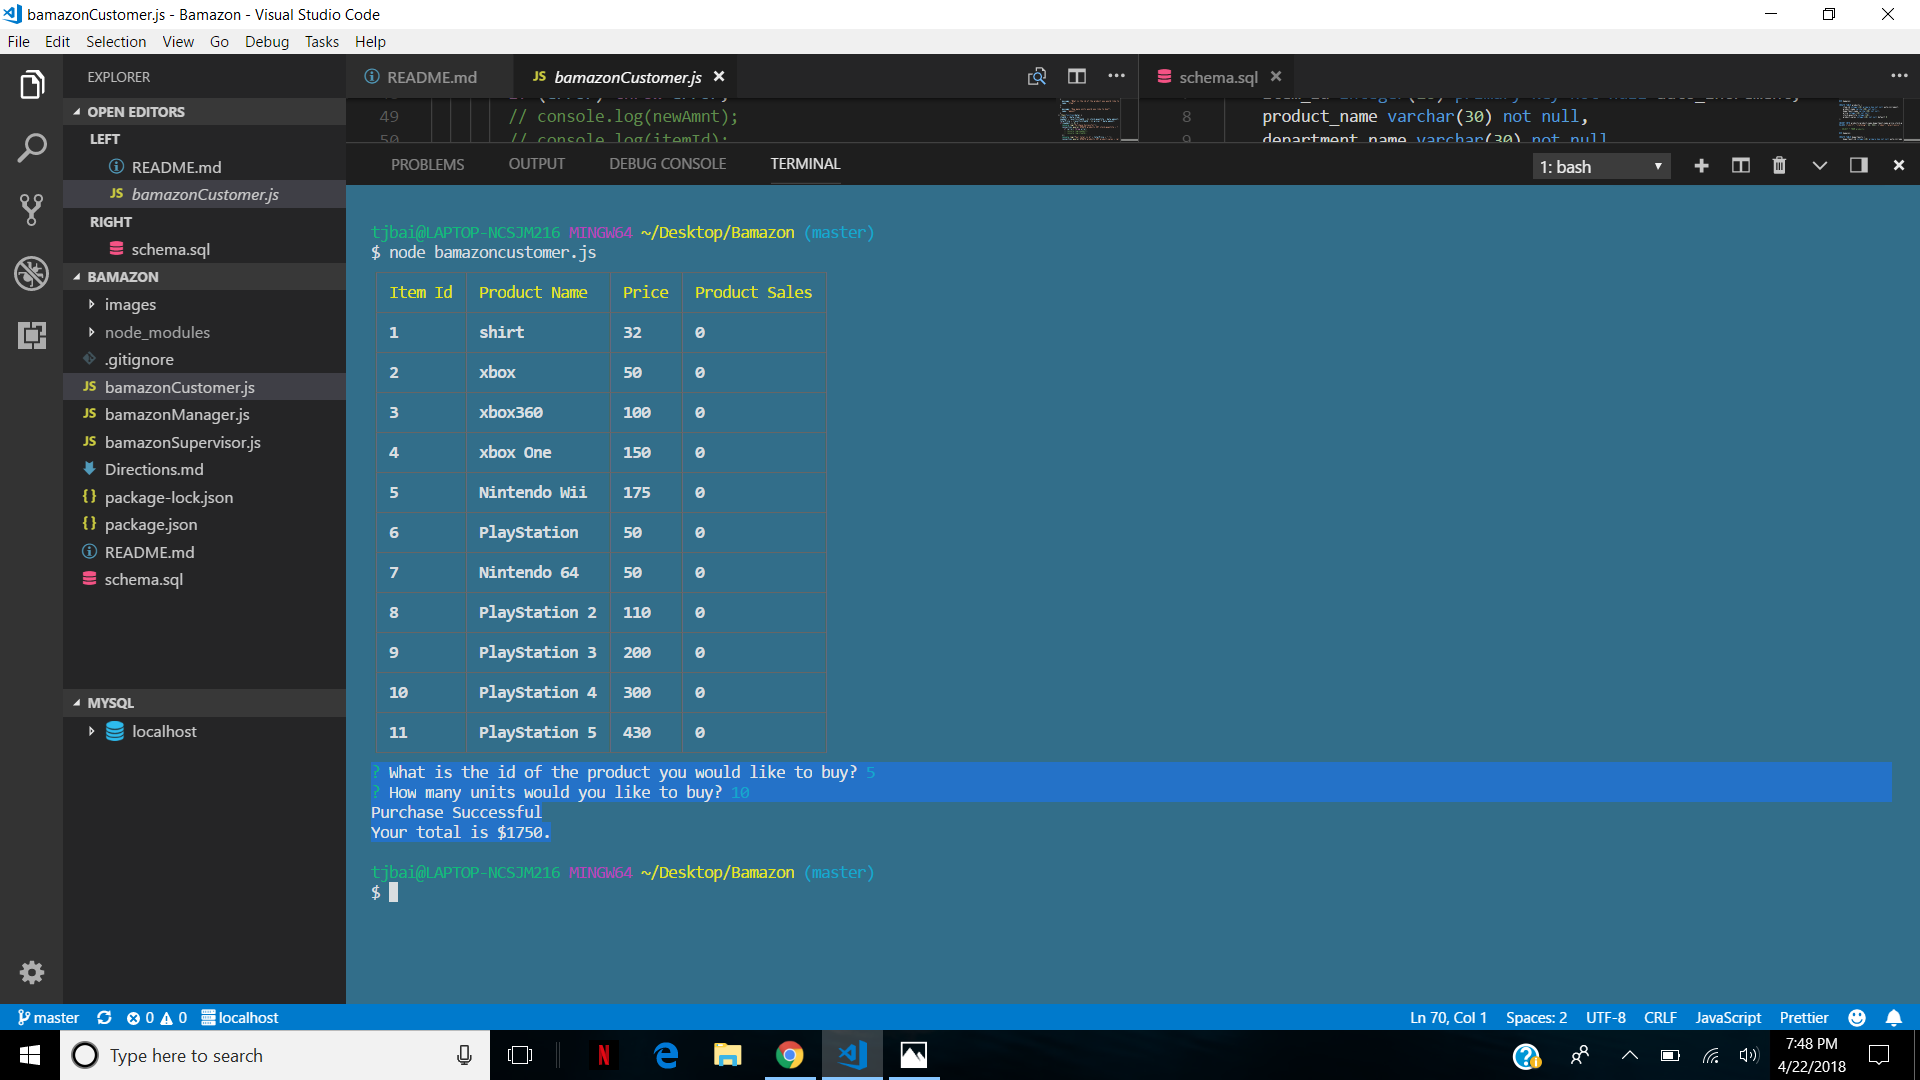 bamazonCustomer.js - Bamazon - Visual Studio Code
File Edit Selection View Go Debug Tasks Help
EXPLORER
OPEN EDITORS
LEFT
README.md
bamazonCustomer.js
RIGHT
schema.sql
BAMAZON
images
node_modules
.gitignore
bamazonCustomer.js
bamazonManager.js
bamazonSupervisor.js
Directions.md
package-lock.json
package.json
README.md
schema.sql
MYSQL
localhost
README.md
JS bamazonCustomer.js
schema.sql
49 // console.log(newAmnt);
50 // console.log(itemId);
8 product_name varchar(30) not null,
9 department_name varchar(30) not null
PROBLEMS OUTPUT DEBUG CONSOLE TERMINAL
1: bash
tjbai@LAPTOP-NCSJM216 MINGW64 ~/Desktop/Bamazon (master)
$ node bamazoncustomer.js
Item Id Product Name Price Product Sales
1 shirt 32 0
2 xbox 50 0
3 xbox360 100 0
4 xbox One 150 0
5 Nintendo Wii 175 0
6 PlayStation 50 0
7 Nintendo 64 50 0
8 PlayStation 2 110 0
9 PlayStation 3 200 0
10 PlayStation 4 300 0
11 PlayStation 5 430 0
? What is the id of the product you would like to buy? 5
? How many units would you like to buy? 10
Purchase Successful
Your total is $1750.
tjbai@LAPTOP-NCSJM216 MINGW64 ~/Desktop/Bamazon (master)
$
master 0 0 localhost
Ln 70, Col 1 Spaces: 2 UTF-8 CRLF JavaScript Prettier
Type here to search
7:48 PM
4/22/2018